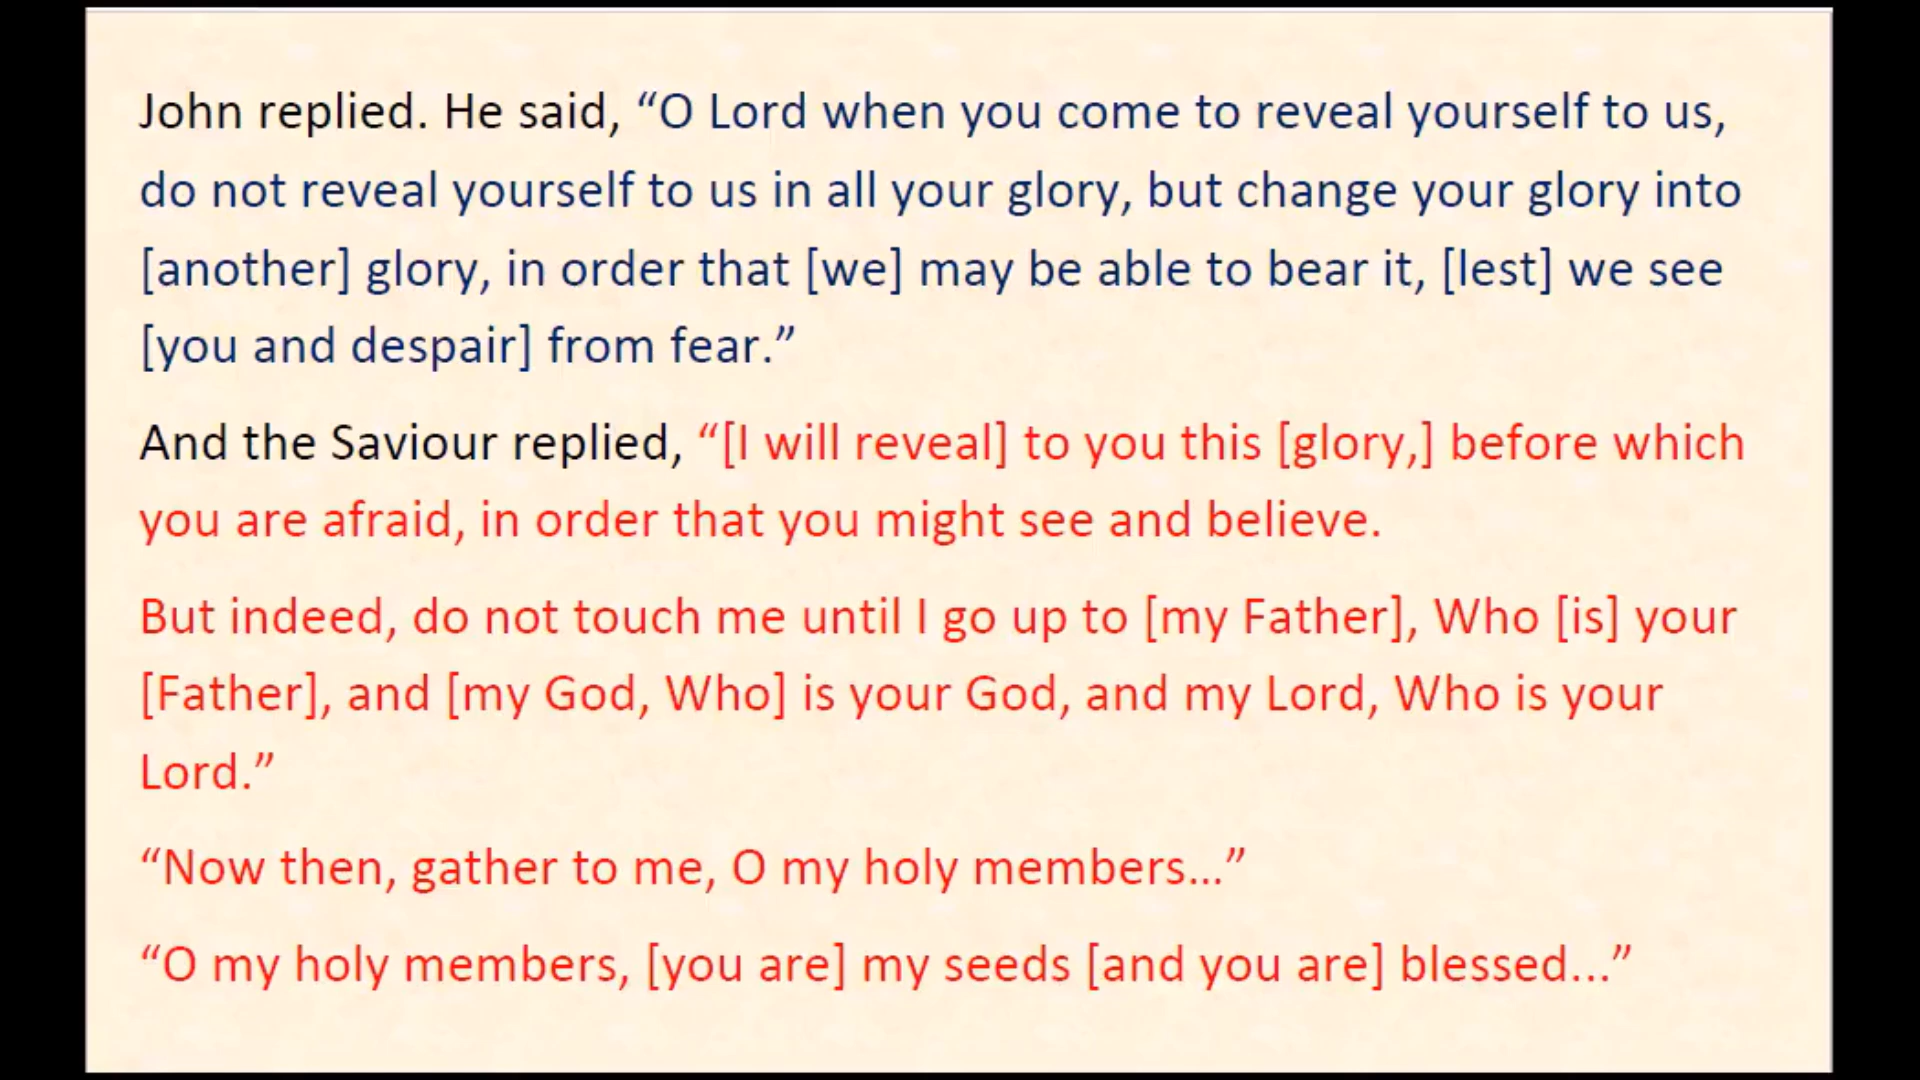 John replied. He said, “O Lord when you come to reveal yourself to us,
do not reveal yourself to us in all your glory, but change your glory into
[another] glory, in order that [we] may be able to bear it, [lest] we see
[you and despair] from fear.”
And the Saviour replied, “[I will reveal] to you this [glory,] before which
you are afraid, in order that you might see and believe.
But indeed, do not touch me until I go up to [my Father], Who [is] your
[Father], and [my God, Who] is your God, and my Lord, Who is your
Lord.”
“Now then, gather to me, O my holy members...”
“O my holy members, [you are] my seeds [and you are] blessed...”